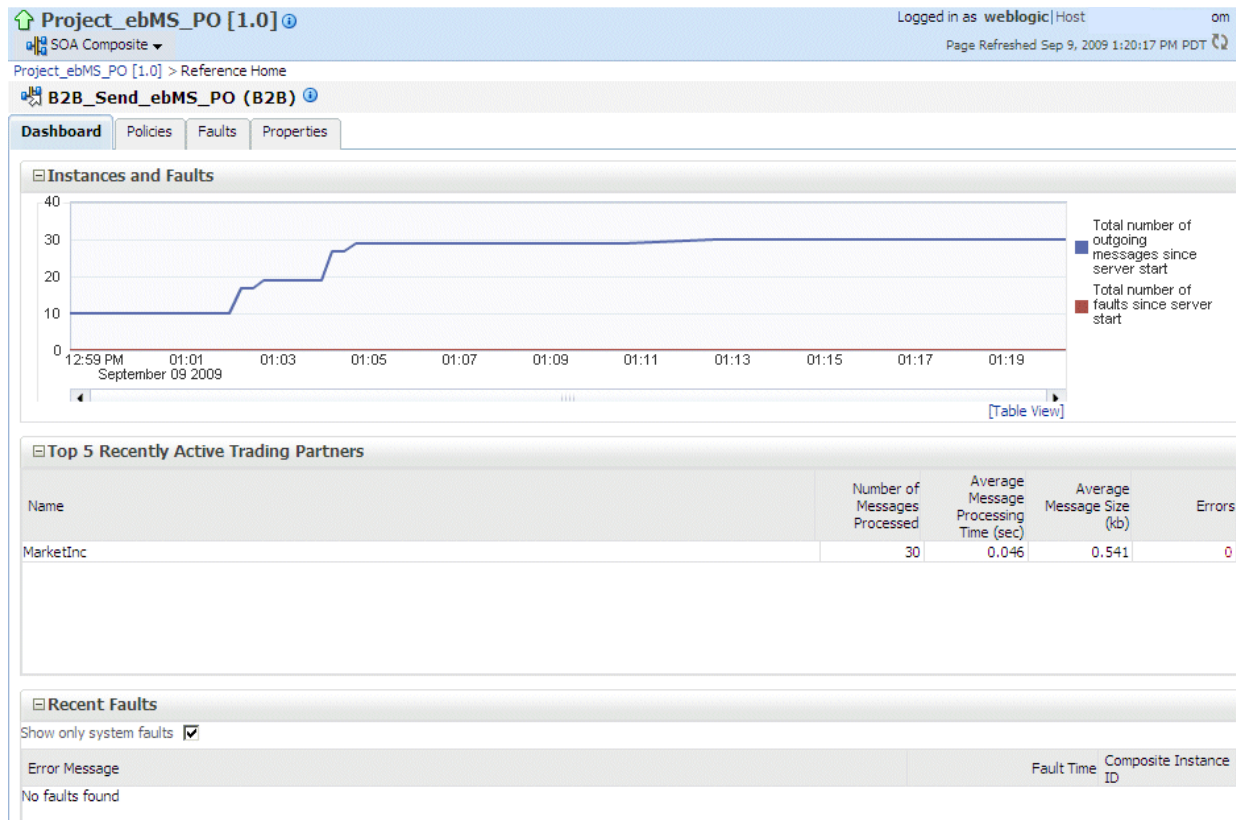 Project_ebMS_PO [1.0]
Logged in as weblogic|Host om
SOA Composite
Page Refreshed Sep 9, 2009 1:20:17 PM PDT
Project_ebMS_PO [1.0] > Reference Home
B2B_Send_ebMS_PO (B2B)
Dashboard Policies Faults Properties
Instances and Faults
40
30
20
10
0
12:59 PM 01:01 01:03 01:05 01:07 01:09 01:11 01:13 01:15 01:17 01:19
September 09 2009
Total number of
outgoing
messages since
server start
Total number of
faults since server
start
[Table View]
Top 5 Recently Active Trading Partners
Name
Number of
Messages
Processed
Average
Message
Processing
Time (sec)
Average
Message Size
(kb)
Errors
MarketInc 30 0.046 0.541 0
Recent Faults
Show only system faults
Error Message
Fault Time
Composite Instance
ID
No faults found